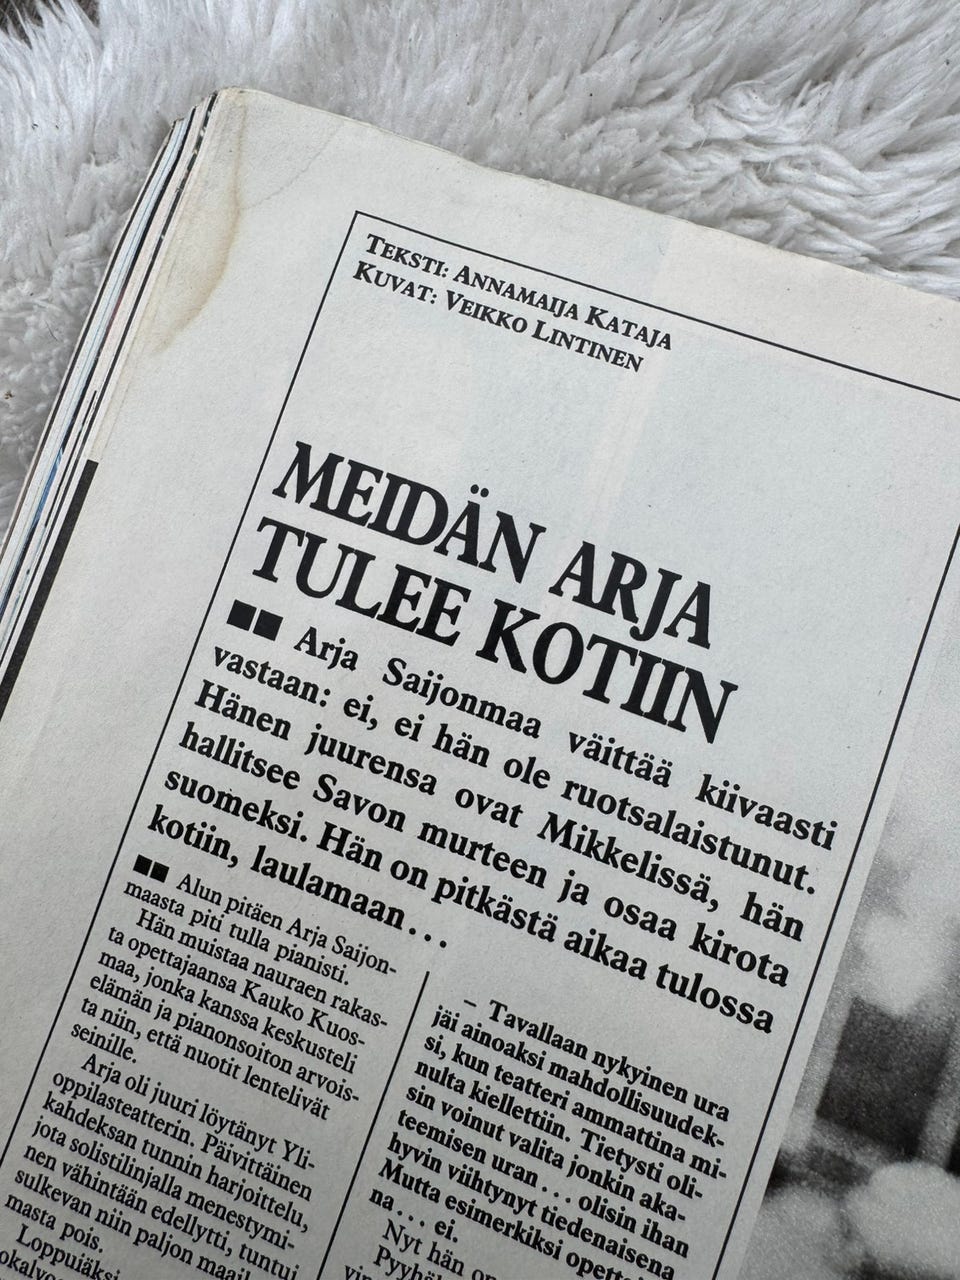 TEKSTI: ANNAMAIJA KATAJA
KUVAT: VEIKKO LINTINEN
MEIDÄN ARJA
TULEE KOTIIN
Arja Saijonmaa väittää kiivaasti
vastaan: ei, ei hän ole ruotsalaistunut.
Hänen juurensa ovat Mikkelissä, hän
hallitsee Savon murteen ja osaa kirota
suomeksi. Hän on pitkästä aikaa tulossa
kotiin, laulamaan...
Alun pitäen Arja Saijon-
maasta piti tulla pianisti.
Hän muistaa nauraen rakas-
ta opettajaansa Kauko Kuos-
maa, jonka kanssa keskusteli
elämän ja pianonsoiton arvois-
ta niin, että nuotit lentelivät
seinille.
Arja oli juuri löytänyt Yli-
oppilasteatterin. Päivittäinen
kahdeksan tunnin harjoittelu,
jota solistilinjalla menestymi-
nen vähintään edellytti, tuntui
sulkevan niin paljon maail-
masta pois.
Loppuiäksi
– Tavallaan nykyinen ura
jäi ainoaksi mahdollisuudek-
si, kun teatteri ammattina mi-
nulta kiellettiin. Tietysti oli-
sin voinut valita jonkin aka-
teemisen uran... olisin ihan
hyvin viihtynyt tiedenaisena
Mutta esimerkiksi
na... ei.
Nyt hän